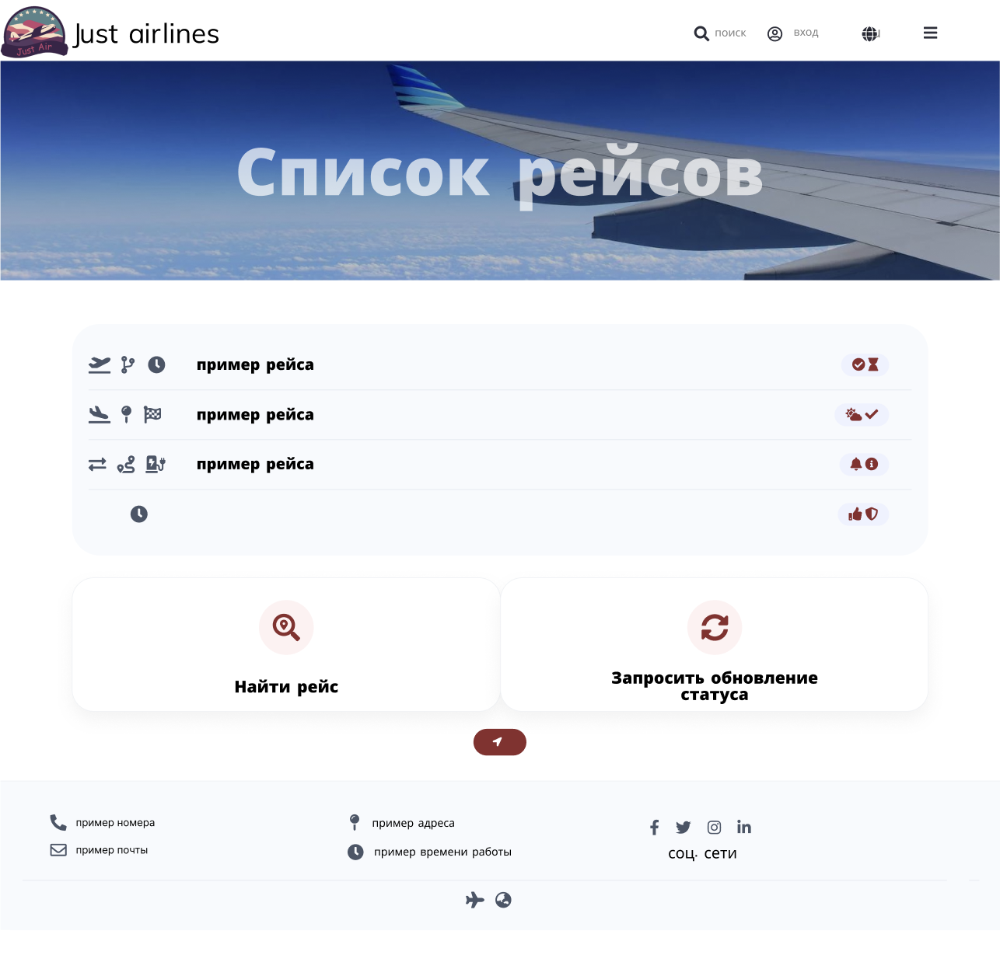 Just Air
Just airlines
поиск
вход
Список рейсов
пример рейса
пример рейса
пример рейса
Найти рейс
Запросить обновление
статуса
пример номера
пример адреса
пример почты
пример времени работы
соц. сети